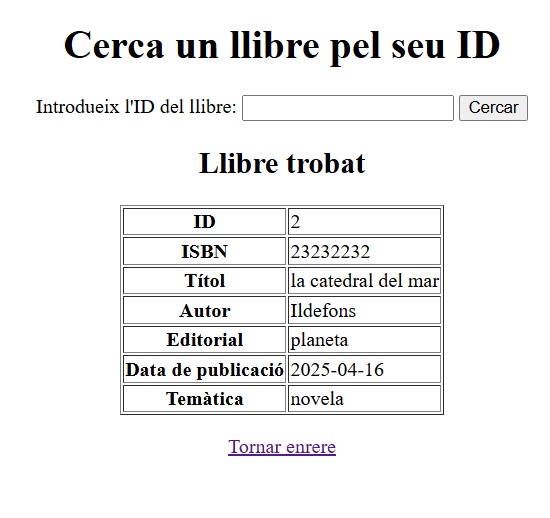 Cerca un llibre pel seu ID
Introdueix l'ID del llibre: Cercar
Llibre trobat
ID 2
ISBN 23232232
Títol la catedral del mar
Autor Ildefons
Editorial planeta
Data de publicació 2025-04-16
Temàtica novela
Tornar enrere